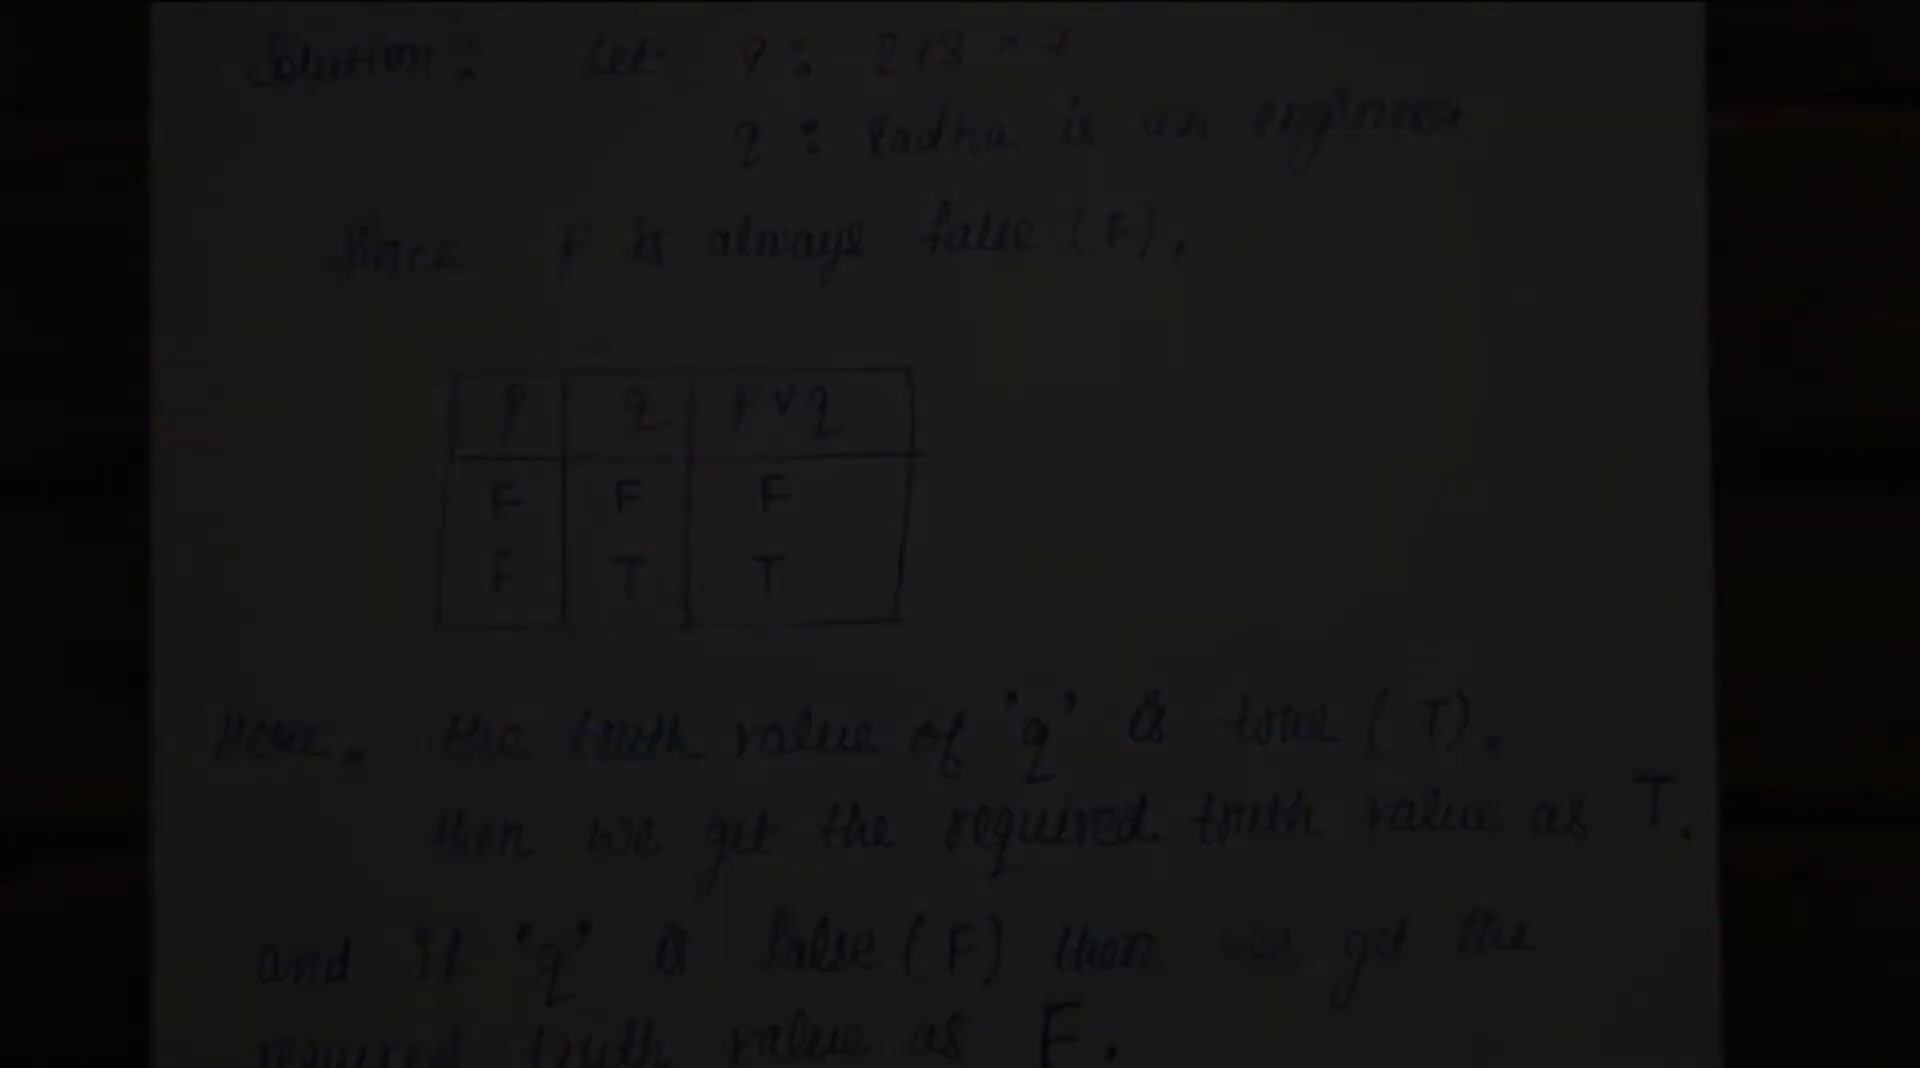 Solution : Let P : 2+3 = 7
q : Radha is an engineer
Since F is always false (F),
P q F v q
F F F
F T T
Here. the truth value of 'q' is true (T).
then we get the required truth value as T.
and if 'q' is false (F) then we get the
required truth value as F.